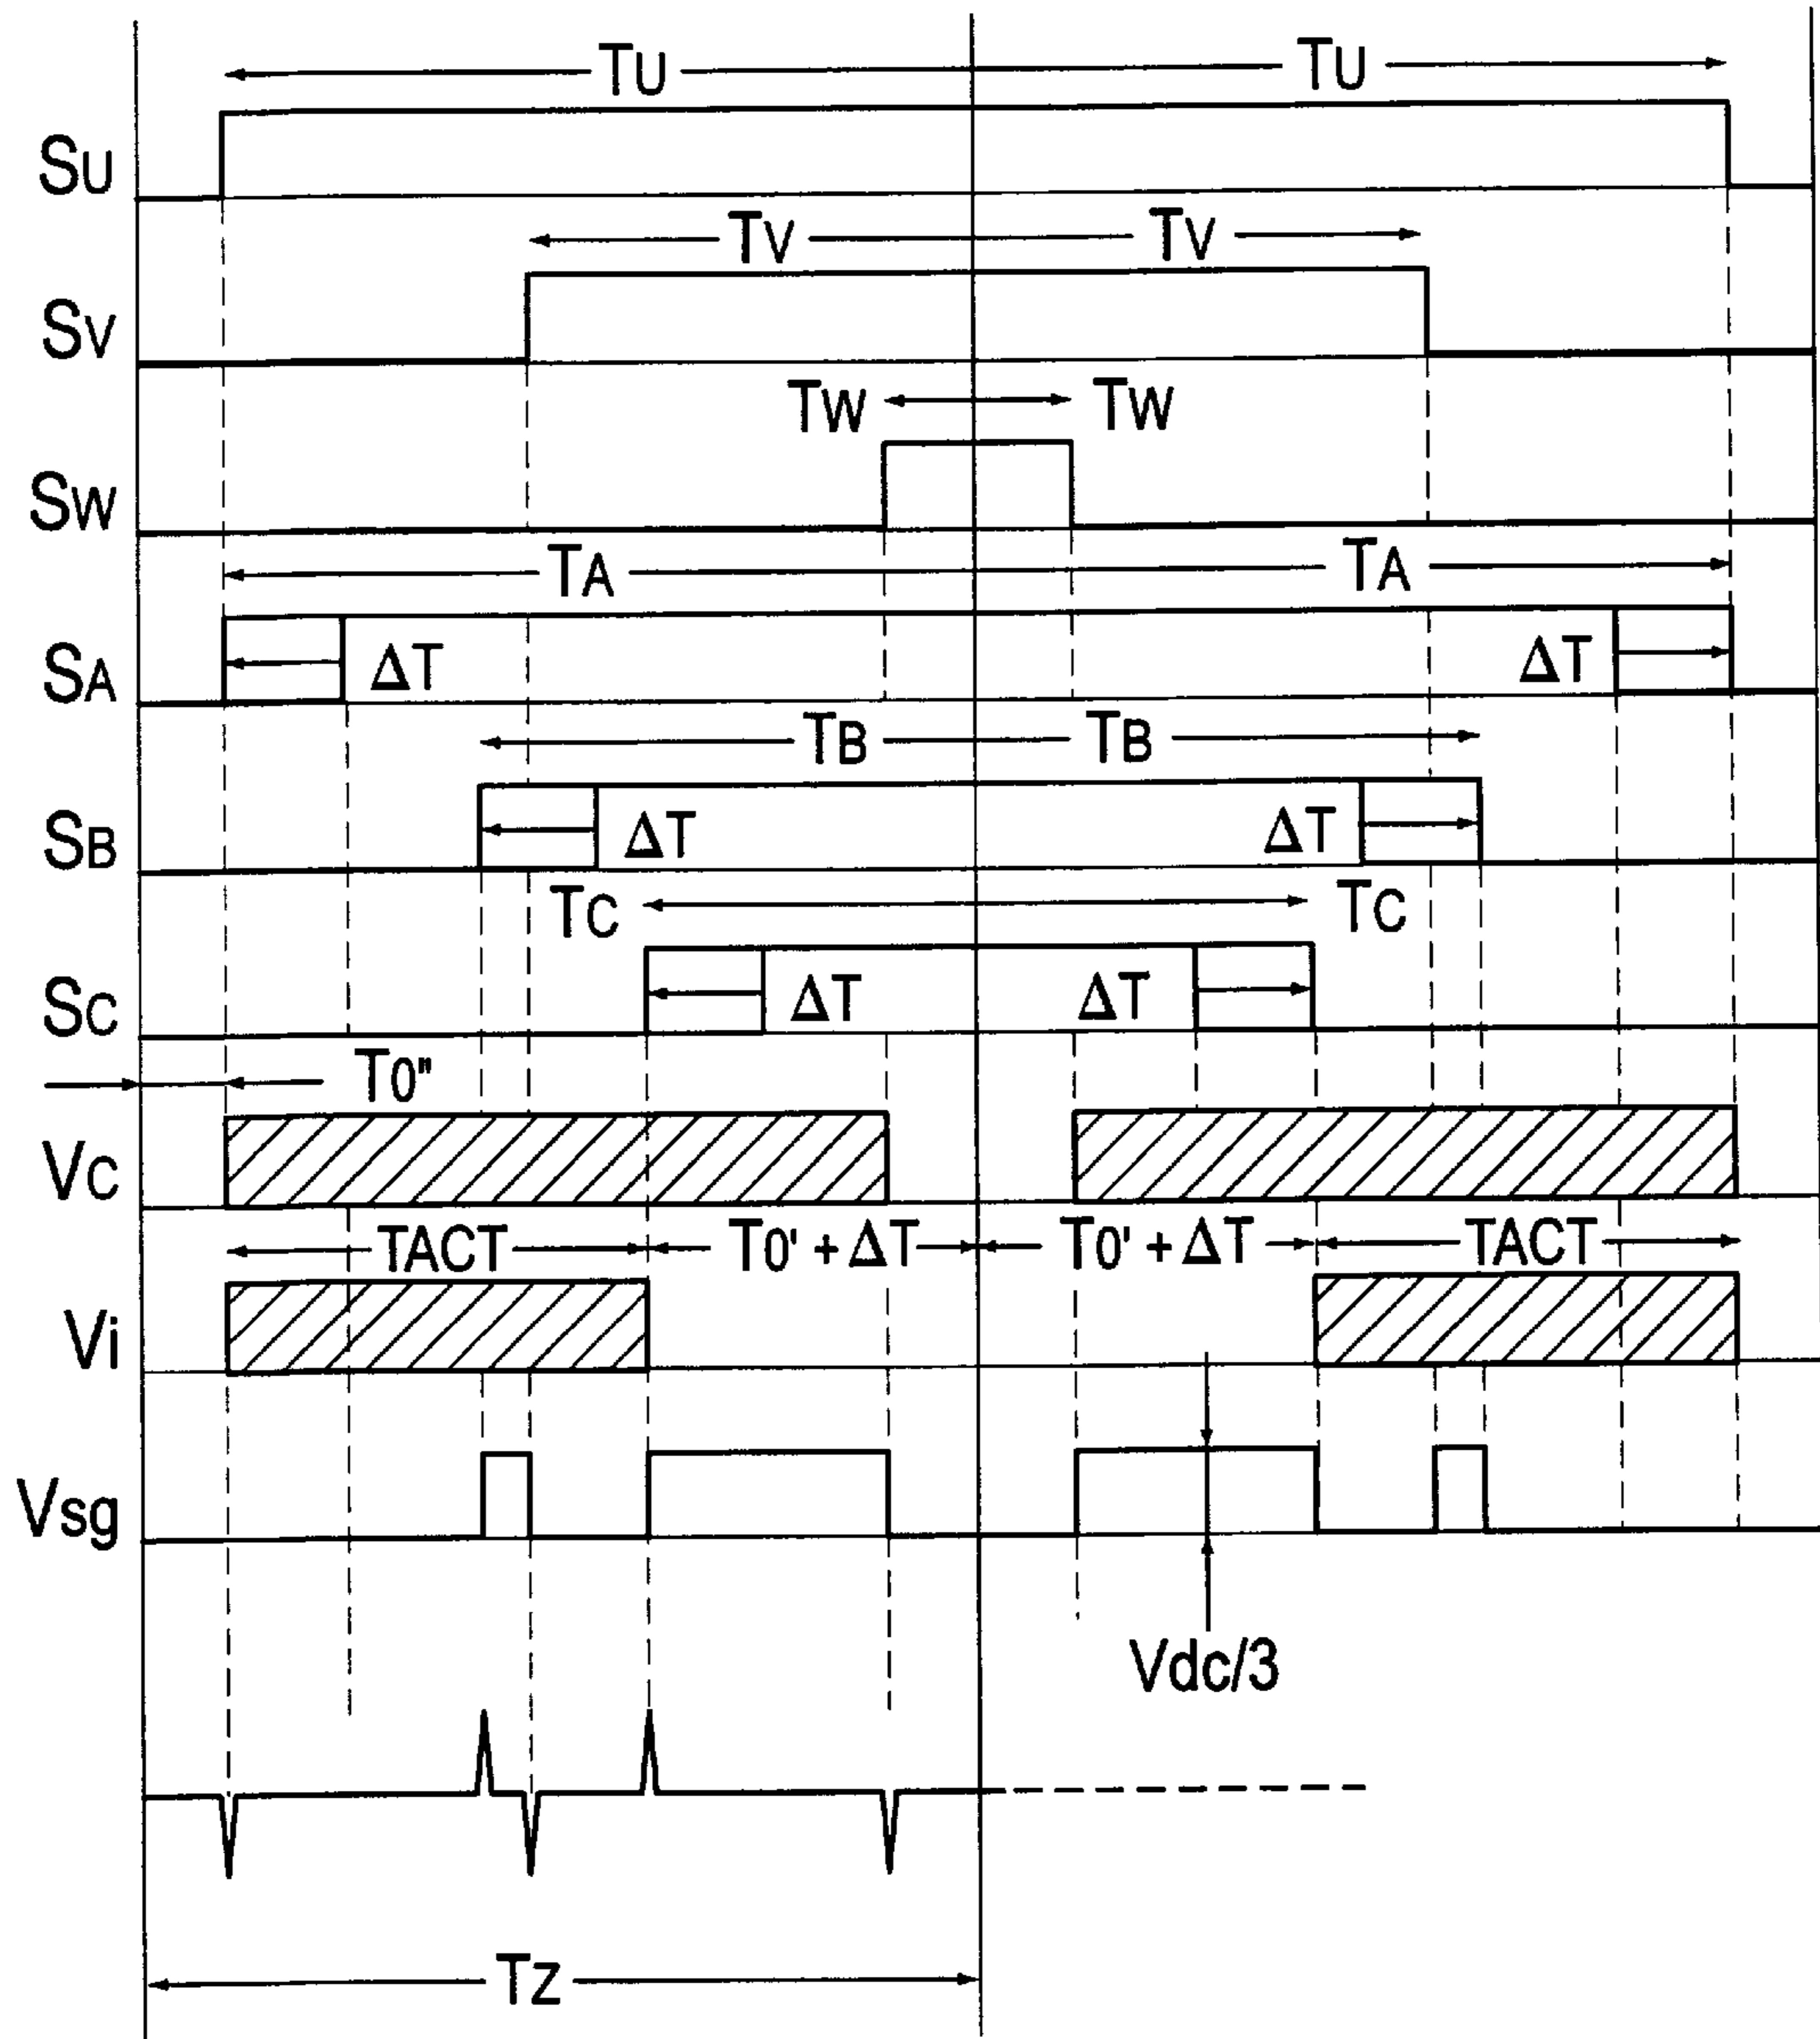 TU TU
SU
TV TV
SV
TW TW
SW
TA TA
SA ΔT ΔT
TB TB
SB ΔT ΔT
TC TC
SC ΔT ΔT
T0"
VC
TACT T0' + ΔT T0' + ΔT TACT
Vi
Vsg
Vdc/3
TZ